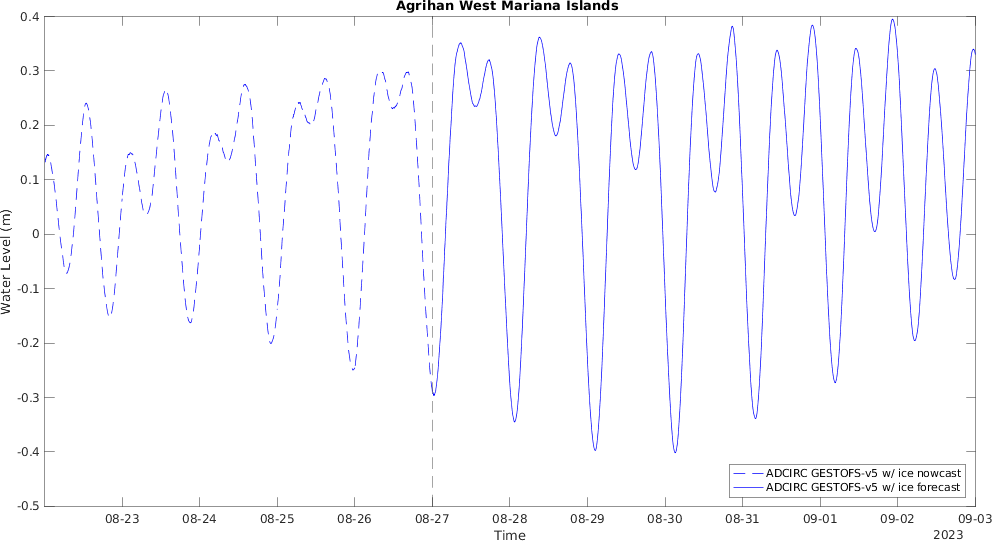 Agrihan West Mariana Islands
0.4
0.3
0.2
0.1
0
-0.1
-0.2
-0.3
-0.4
-0.5
Water Level (m)
ADCIRC GESTOFS-v5 w/ ice nowcast
ADCIRC GESTOFS-v5 w/ ice forecast
08-23 08-24 08-25 08-26 08-27 08-28 08-29 08-30 08-31 09-01 09-02 09-03
Time
2023